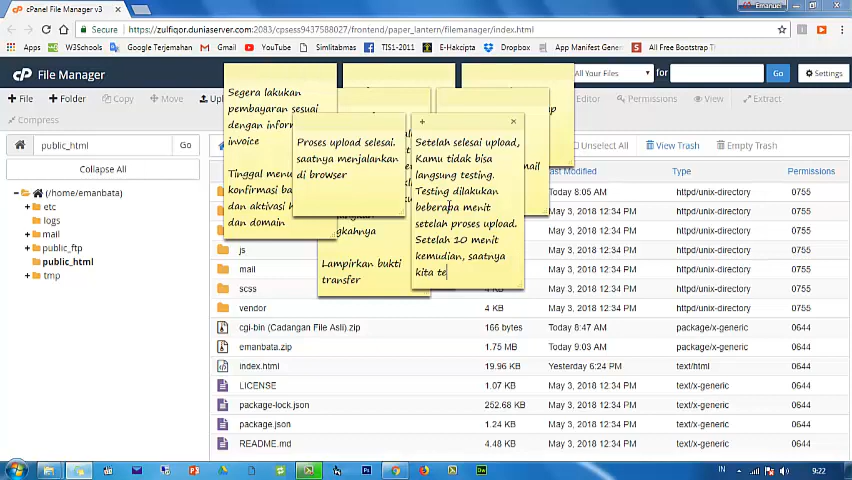 cPanel File Manager v3
Emanuel
https://zulfiqor.duniaserver.com:2083/cpsess9437588027/frontend/paper_lantern/filemanager/index.html
Apps
W3Schools
Google Terjemahan
Gmail
YouTube
Simlitabmas
TIS1-2011
E-Hakcipta
Dropbox
App Manifest Genera
All Free Bootstrap T
File Manager
All Your Files
for
Go
Settings
File
Folder
Copy
Move
Editor
Permissions
View
Extract
Compress
public_html
Go
Collapse All
(/home/emanbata)
etc
logs
mail
public_ftp
public_html
tmp
Segera lakukan
pembayaran sesuai
invoice
dan domain
Lampirkan bukti
transfer
Proses upload selesai.
saatnya menjalankan
di browser
Setelah selesai upload,
Kamu tidak bisa
langsung testing.
Testing dilakukan
beberapa menit
setelah proses upload.
Setelah 10 menit
kemudian, saatnya
kita te
Unselect All
View Trash
Empty Trash
Last Modified
Type
Permissions
Today 8:05 AM
httpd/unix-directory
0755
May 3, 2018 12:34 PM
httpd/unix-directory
0755
May 3, 2018 12:34 PM
httpd/unix-directory
0755
js
May 3, 2018 12:34 PM
httpd/unix-directory
0755
mail
May 3, 2018 12:34 PM
httpd/unix-directory
0755
scss
4 KB
May 3, 2018 12:34 PM
httpd/unix-directory
0755
vendor
4 KB
May 3, 2018 12:34 PM
httpd/unix-directory
0755
cgi-bin (Cadangan File Asli).zip
166 bytes
Today 8:47 AM
package/x-generic
0644
emanbata.zip
1.75 MB
Today 9:03 AM
package/x-generic
0644
index.html
19.96 KB
Yesterday 6:24 PM
text/html
0644
LICENSE
1.07 KB
May 3, 2018 12:34 PM
text/x-generic
0644
package-lock.json
252.68 KB
May 3, 2018 12:34 PM
text/x-generic
0644
package.json
1.24 KB
May 3, 2018 12:34 PM
text/x-generic
0644
README.md
4.48 KB
May 3, 2018 12:34 PM
text/x-generic
0644
IN
9:22